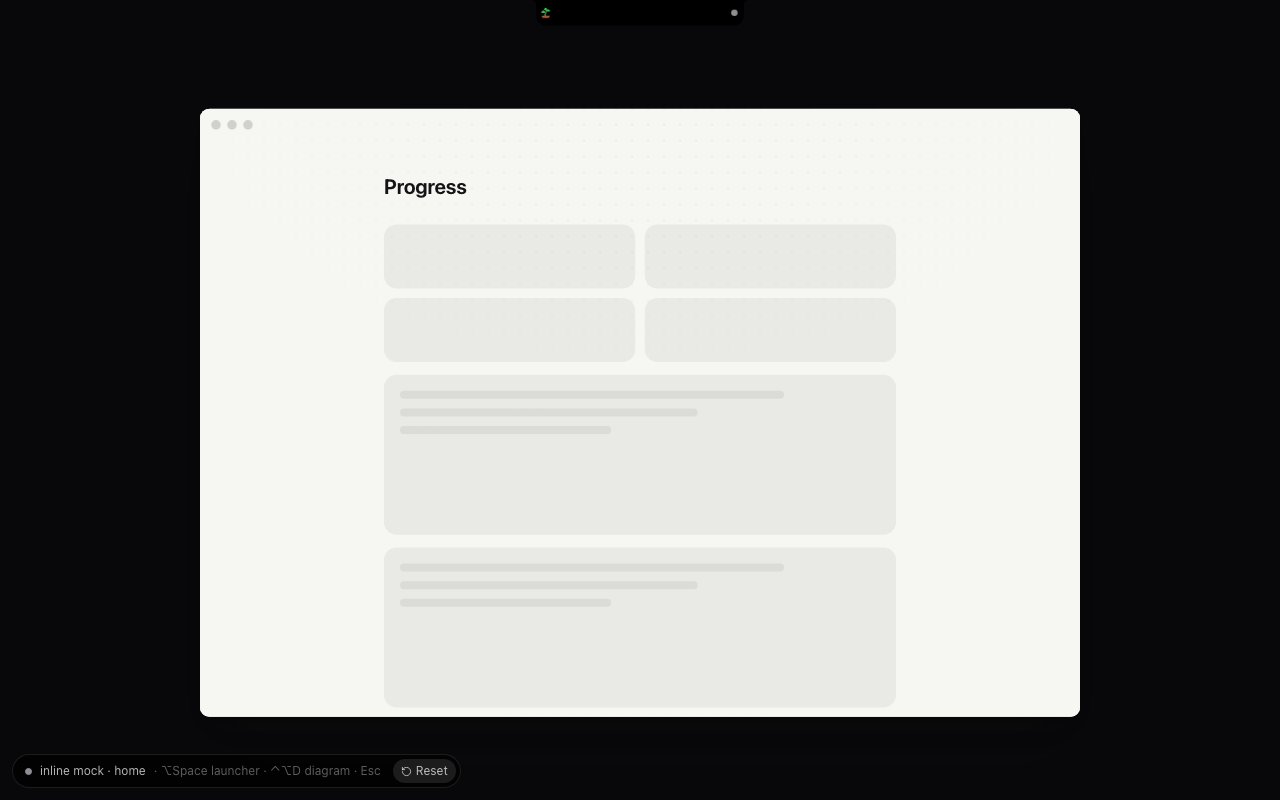 Progress
inline mock · home · ⌥Space launcher · ^⌥D diagram · Esc Reset